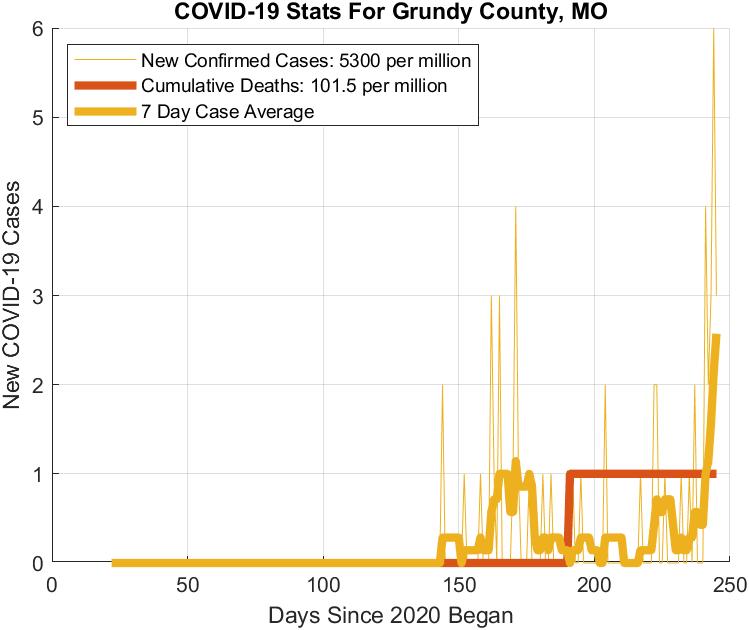 COVID-19 Stats For Grundy County, MO
New Confirmed Cases: 5300 per million
Cumulative Deaths: 101.5 per million
7 Day Case Average
New COVID-19 Cases
6
5
4
3
2
1
0
0 50 100 150 200 250
Days Since 2020 Began